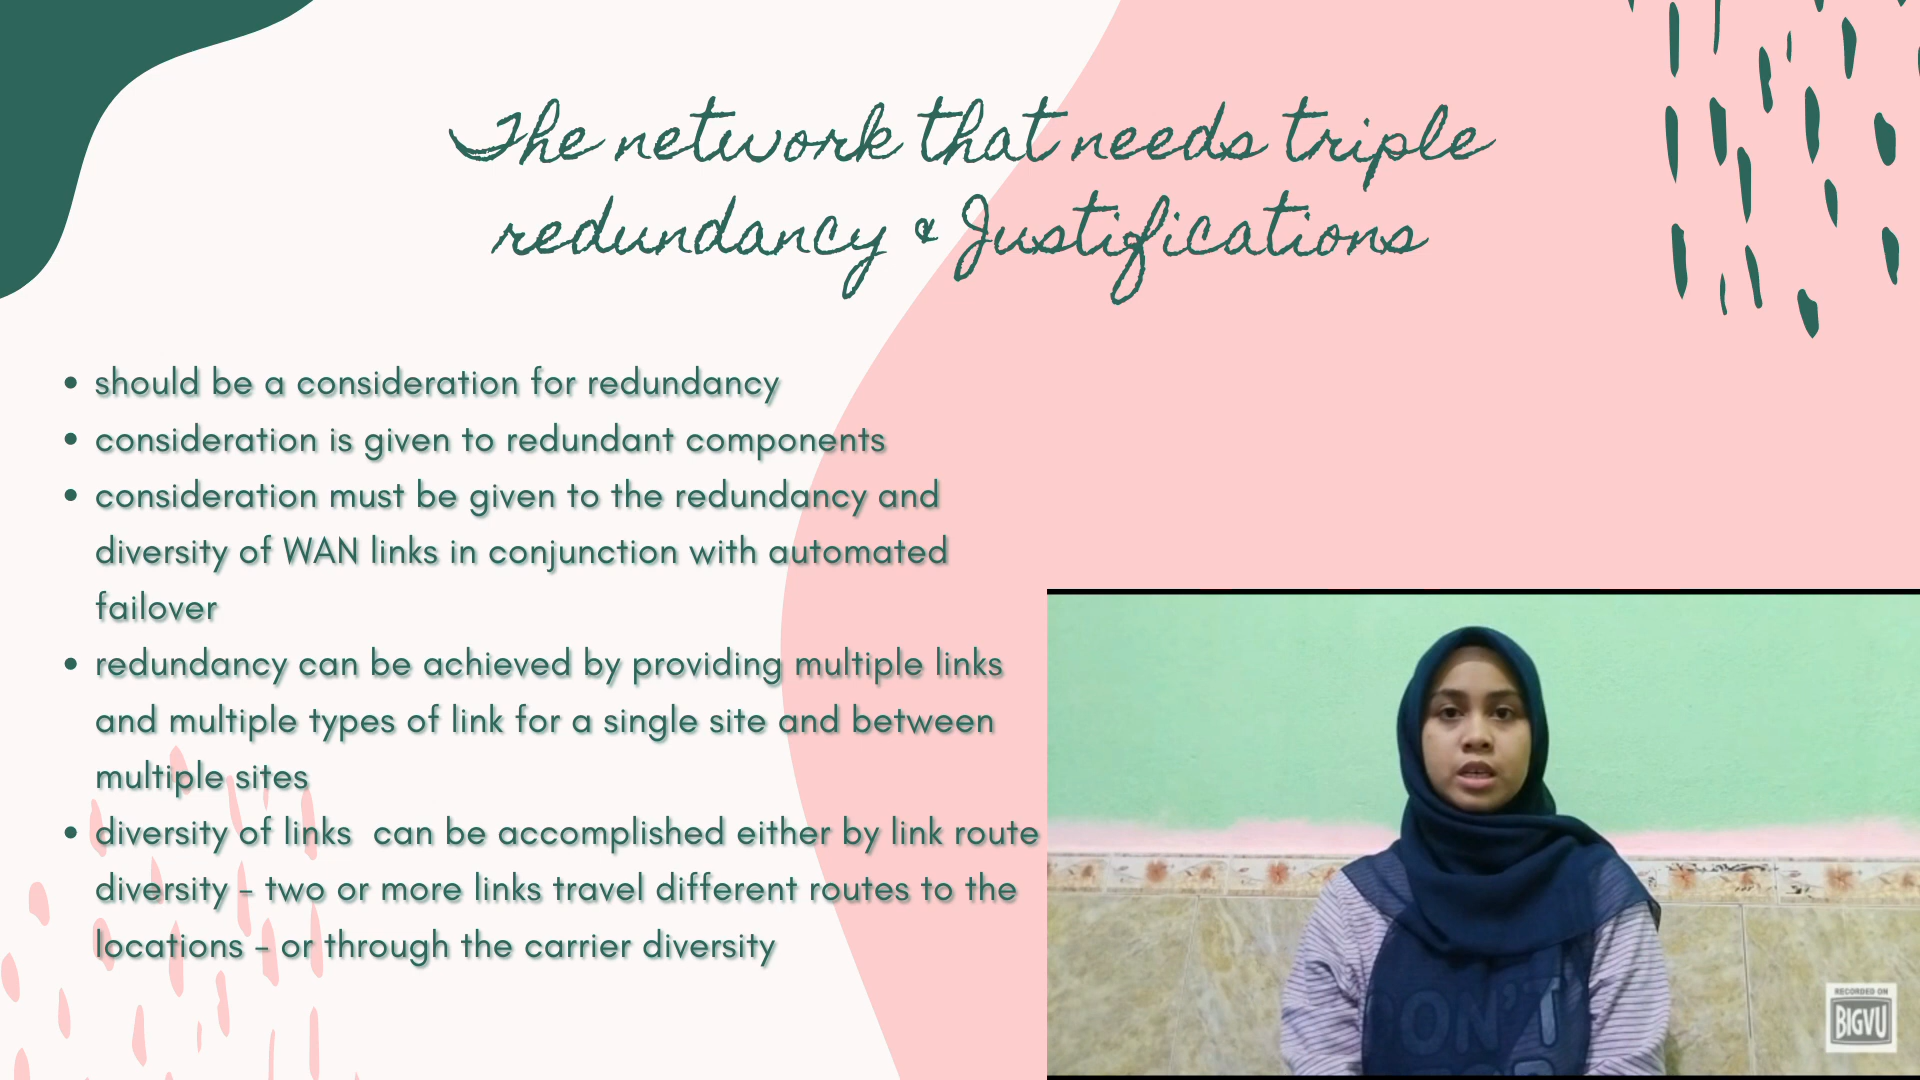 The network that needs triple
redundancy & Justifications
• should be a consideration for redundancy
• consideration is given to redundant components
• consideration must be given to the redundancy and
diversity of WAN links in conjunction with automated
failover
• redundancy can be achieved by providing multiple links
and multiple types of link for a single site and between
multiple sites
• diversity of links  can be accomplished either by link route
diversity - two or more links travel different routes to the
locations - or through the carrier diversity
RECORDED ON
BIGVU